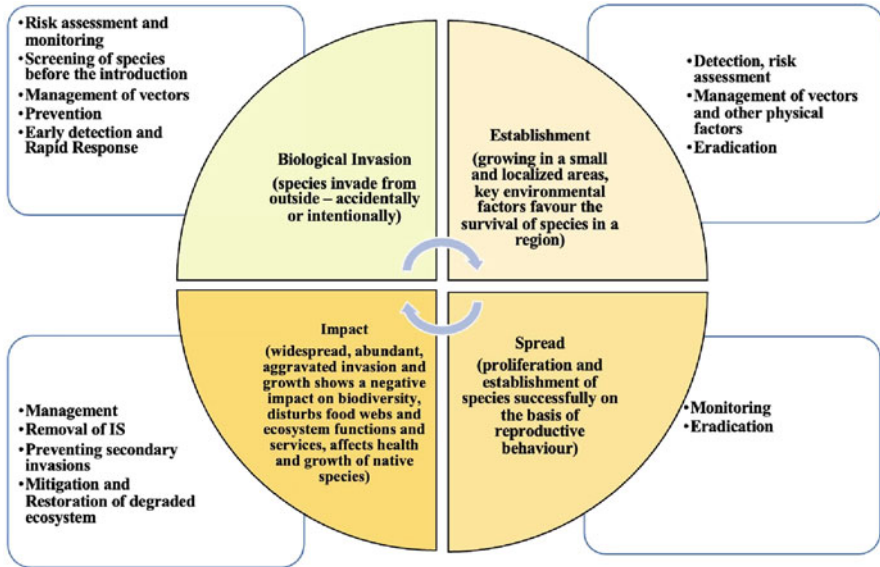 •Risk assessment and
monitoring
•Screening of species
before the introduction
•Management of vectors
•Prevention
•Early detection and
Rapid Response
Biological Invasion
(species invade from
outside – accidentally
or intentionally)
Establishment
(growing in a small
and localized areas,
key environmental
factors favour the
survival of species in a
region)
•Detection, risk
assessment
•Management of vectors
and other physical
factors
•Eradication
•Management
•Removal of IS
•Preventing secondary
invasions
•Mitigation and
Restoration of degraded
ecosystem
Impact
(widespread, abundant,
aggravated invasion and
growth shows a negative
impact on biodiversity,
disturbs food webs and
ecosystem functions and
services, affects health
and growth of native
species)
Spread
(proliferation and
establishment of
species successfully on
the basis of
reproductive
behaviour)
•Monitoring
•Eradication